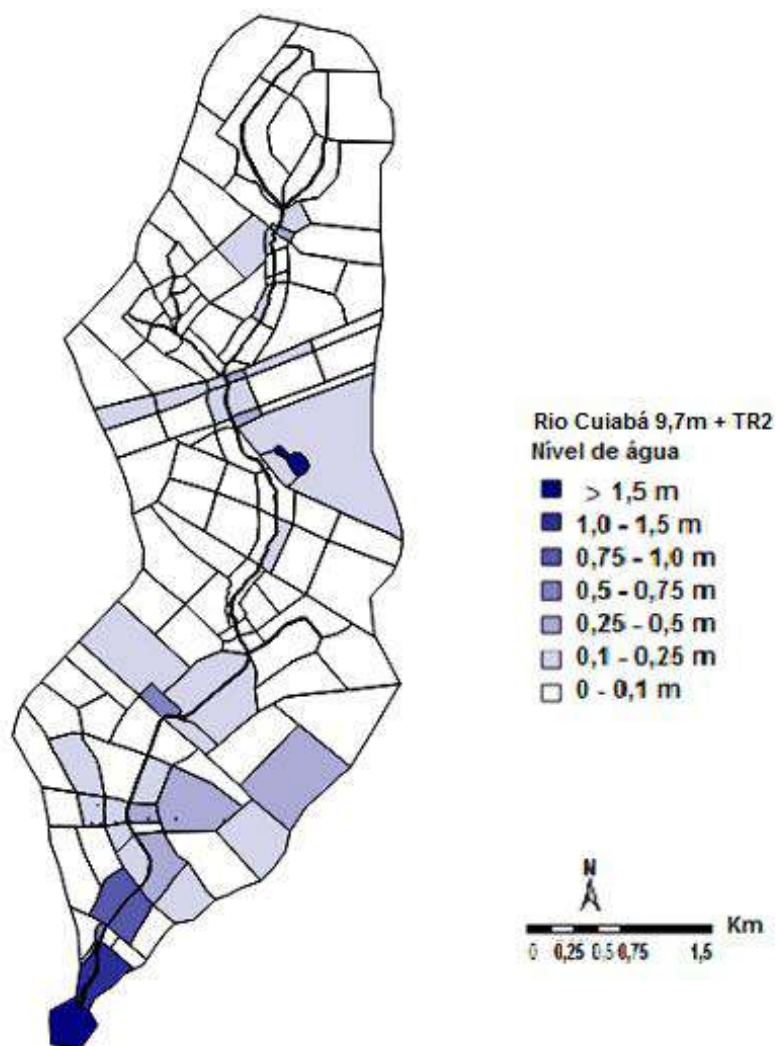 Rio Cuiabá 9,7m + TR2
Nível de água
> 1,5 m
1,0 - 1,5 m
0,75 - 1,0 m
0,5 - 0,75 m
0,25 - 0,5 m
0,1 - 0,25 m
0 - 0,1 m
N
Km
0 0,25 0,5 0,75 1,5